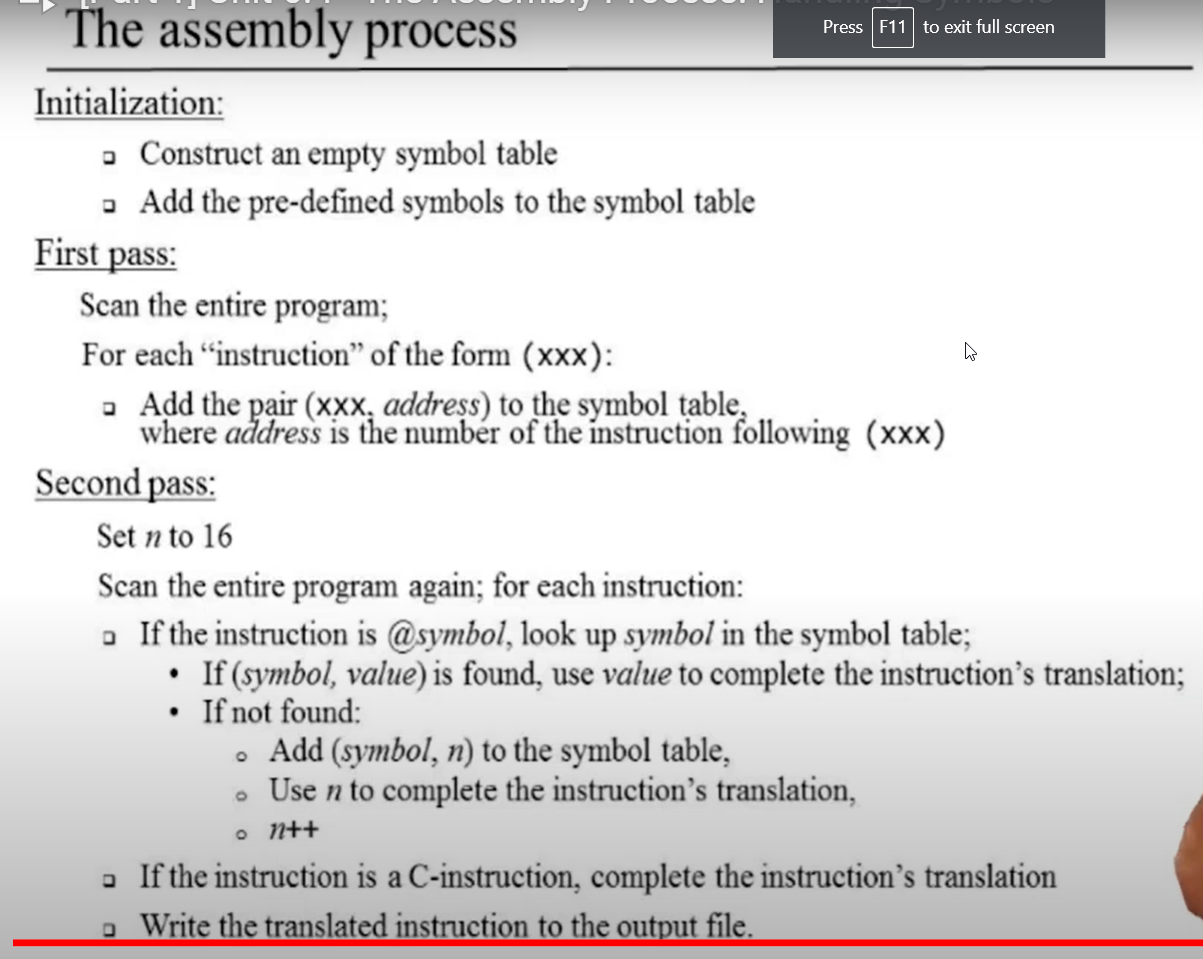 The assembly process
Press F11 to exit full screen
Initialization:
Construct an empty symbol table
Add the pre-defined symbols to the symbol table
First pass:
Scan the entire program;
For each “instruction” of the form (xxx):
Add the pair (xxx, address) to the symbol table,
where address is the number of the instruction following (xxx)
Second pass:
Set n to 16
Scan the entire program again; for each instruction:
If the instruction is @symbol, look up symbol in the symbol table;
• If (symbol, value) is found, use value to complete the instruction’s translation;
• If not found:
Add (symbol, n) to the symbol table,
Use n to complete the instruction’s translation,
n++
If the instruction is a C-instruction, complete the instruction’s translation
Write the translated instruction to the output file.